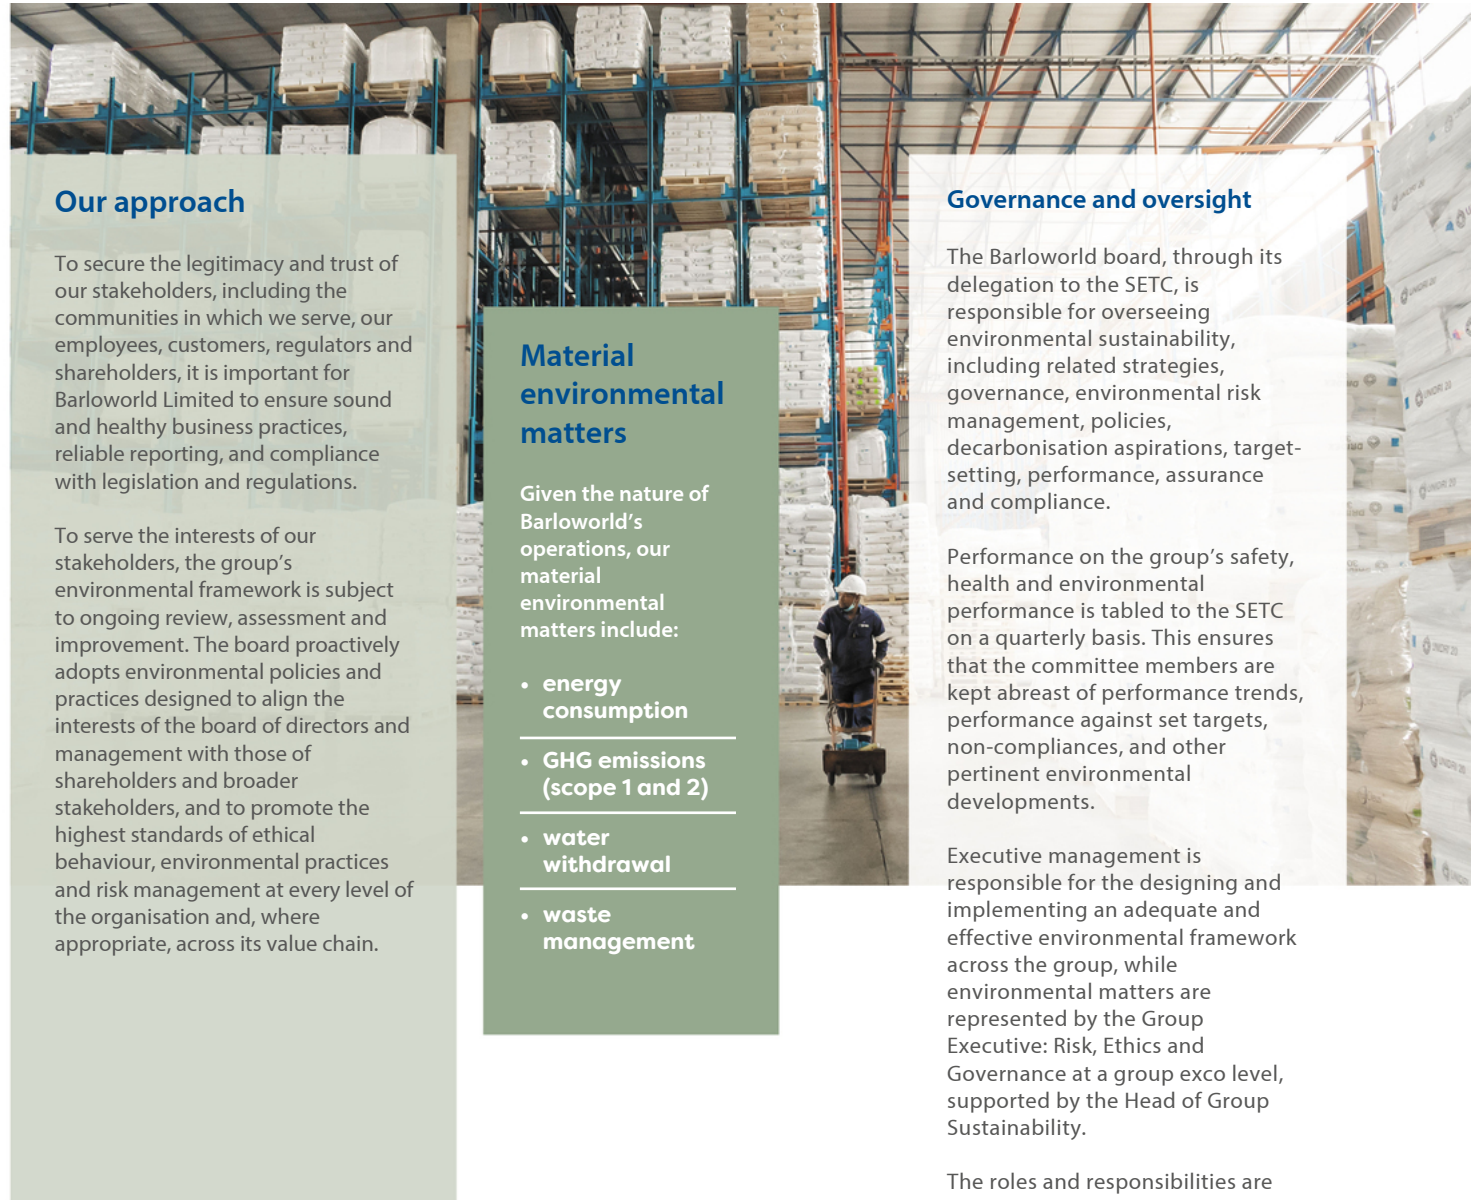 Our approach
To secure the legitimacy and trust of
our stakeholders, including the
communities in which we serve, our
employees, customers, regulators and
shareholders, it is important for
Barloworld Limited to ensure sound
and healthy business practices,
reliable reporting, and compliance
with legislation and regulations.
To serve the interests of our
stakeholders, the group’s
environmental framework is subject
to ongoing review, assessment and
improvement. The board proactively
adopts environmental policies and
practices designed to align the
interests of the board of directors and
management with those of
shareholders and broader
stakeholders, and to promote the
highest standards of ethical
behaviour, environmental practices
and risk management at every level of
the organisation and, where
appropriate, across its value chain.
Material
environmental
matters
Given the nature of
Barloworld’s
operations, our
material
environmental
matters include:
• energy
consumption
• GHG emissions
(scope 1 and 2)
• water
withdrawal
• waste
management
Governance and oversight
The Barloworld board, through its
delegation to the SETC, is
responsible for overseeing
environmental sustainability,
including related strategies,
governance, environmental risk
management, policies,
decarbonisation aspirations, target-
setting, performance, assurance
and compliance.
Performance on the group’s safety,
health and environmental
performance is tabled to the SETC
on a quarterly basis. This ensures
that the committee members are
kept abreast of performance trends,
performance against set targets,
non-compliances, and other
pertinent environmental
developments.
Executive management is
responsible for the designing and
implementing an adequate and
effective environmental framework
across the group, while
environmental matters are
represented by the Group
Executive: Risk, Ethics and
Governance at a group exco level,
supported by the Head of Group
Sustainability.
The roles and responsibilities are